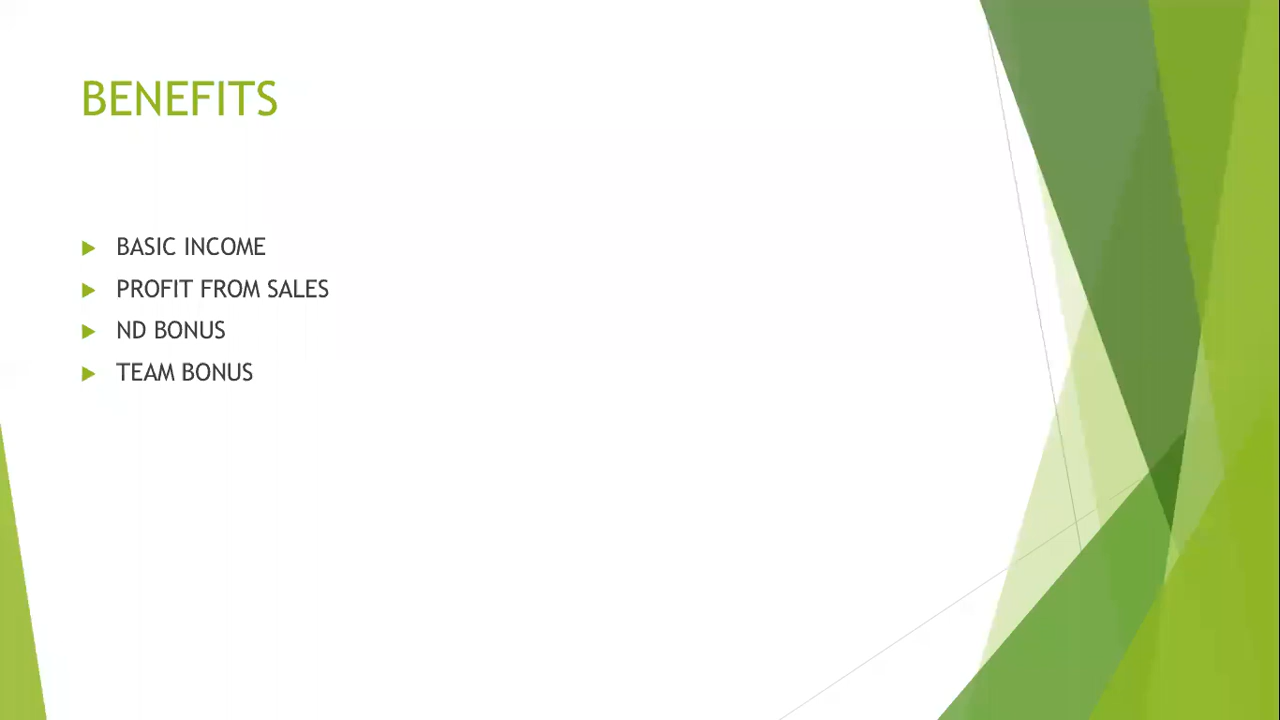 BENEFITS
BASIC INCOME
PROFIT FROM SALES
ND BONUS
TEAM BONUS